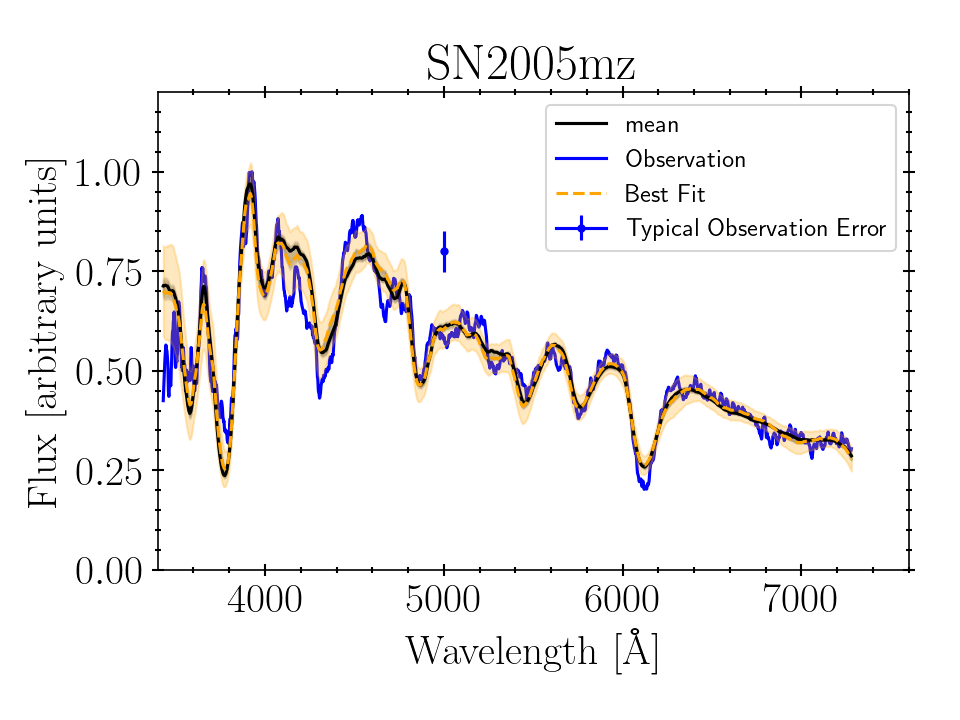 SN2005mz
mean
Observation
Best Fit
Typical Observation Error
1.00
0.75
0.50
0.25
0.00
Flux [arbitrary units]
4000 5000 6000 7000
Wavelength [Å]